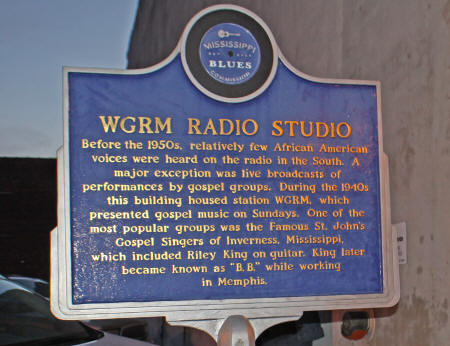 MISSISSIPPI
BLUES
COMMISSION
WGRM RADIO STUDIO
Before the 1950s, relatively few African American
voices were heard on the radio in the South. A
major exception was live broadcasts of
performances by gospel groups. During the 1940s
this building housed station WGRM, which
presented gospel music on Sundays. One of the
most popular groups was the Famous St. John's
Gospel Singers of Inverness, Mississippi,
which included Riley King on guitar. King later
became known as "B.B." while working
in Memphis.